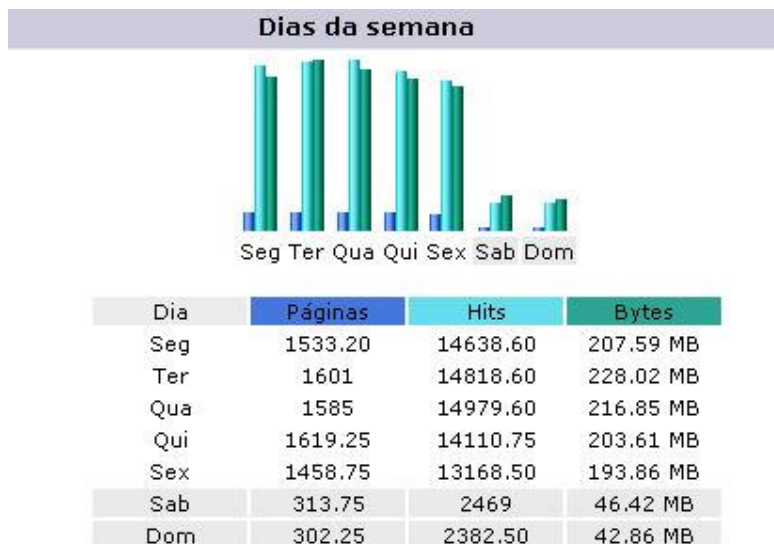 Dias da semana
Seg Ter Qua Qui Sex Sab Dom
Dia Páginas Hits Bytes
Seg 1533.20 14638.60 207.59 MB
Ter 1601 14818.60 228.02 MB
Qua 1585 14979.60 216.85 MB
Qui 1619.25 14110.75 203.61 MB
Sex 1458.75 13168.50 193.86 MB
Sab 313.75 2469 46.42 MB
Dom 302.25 2382.50 42.86 MB